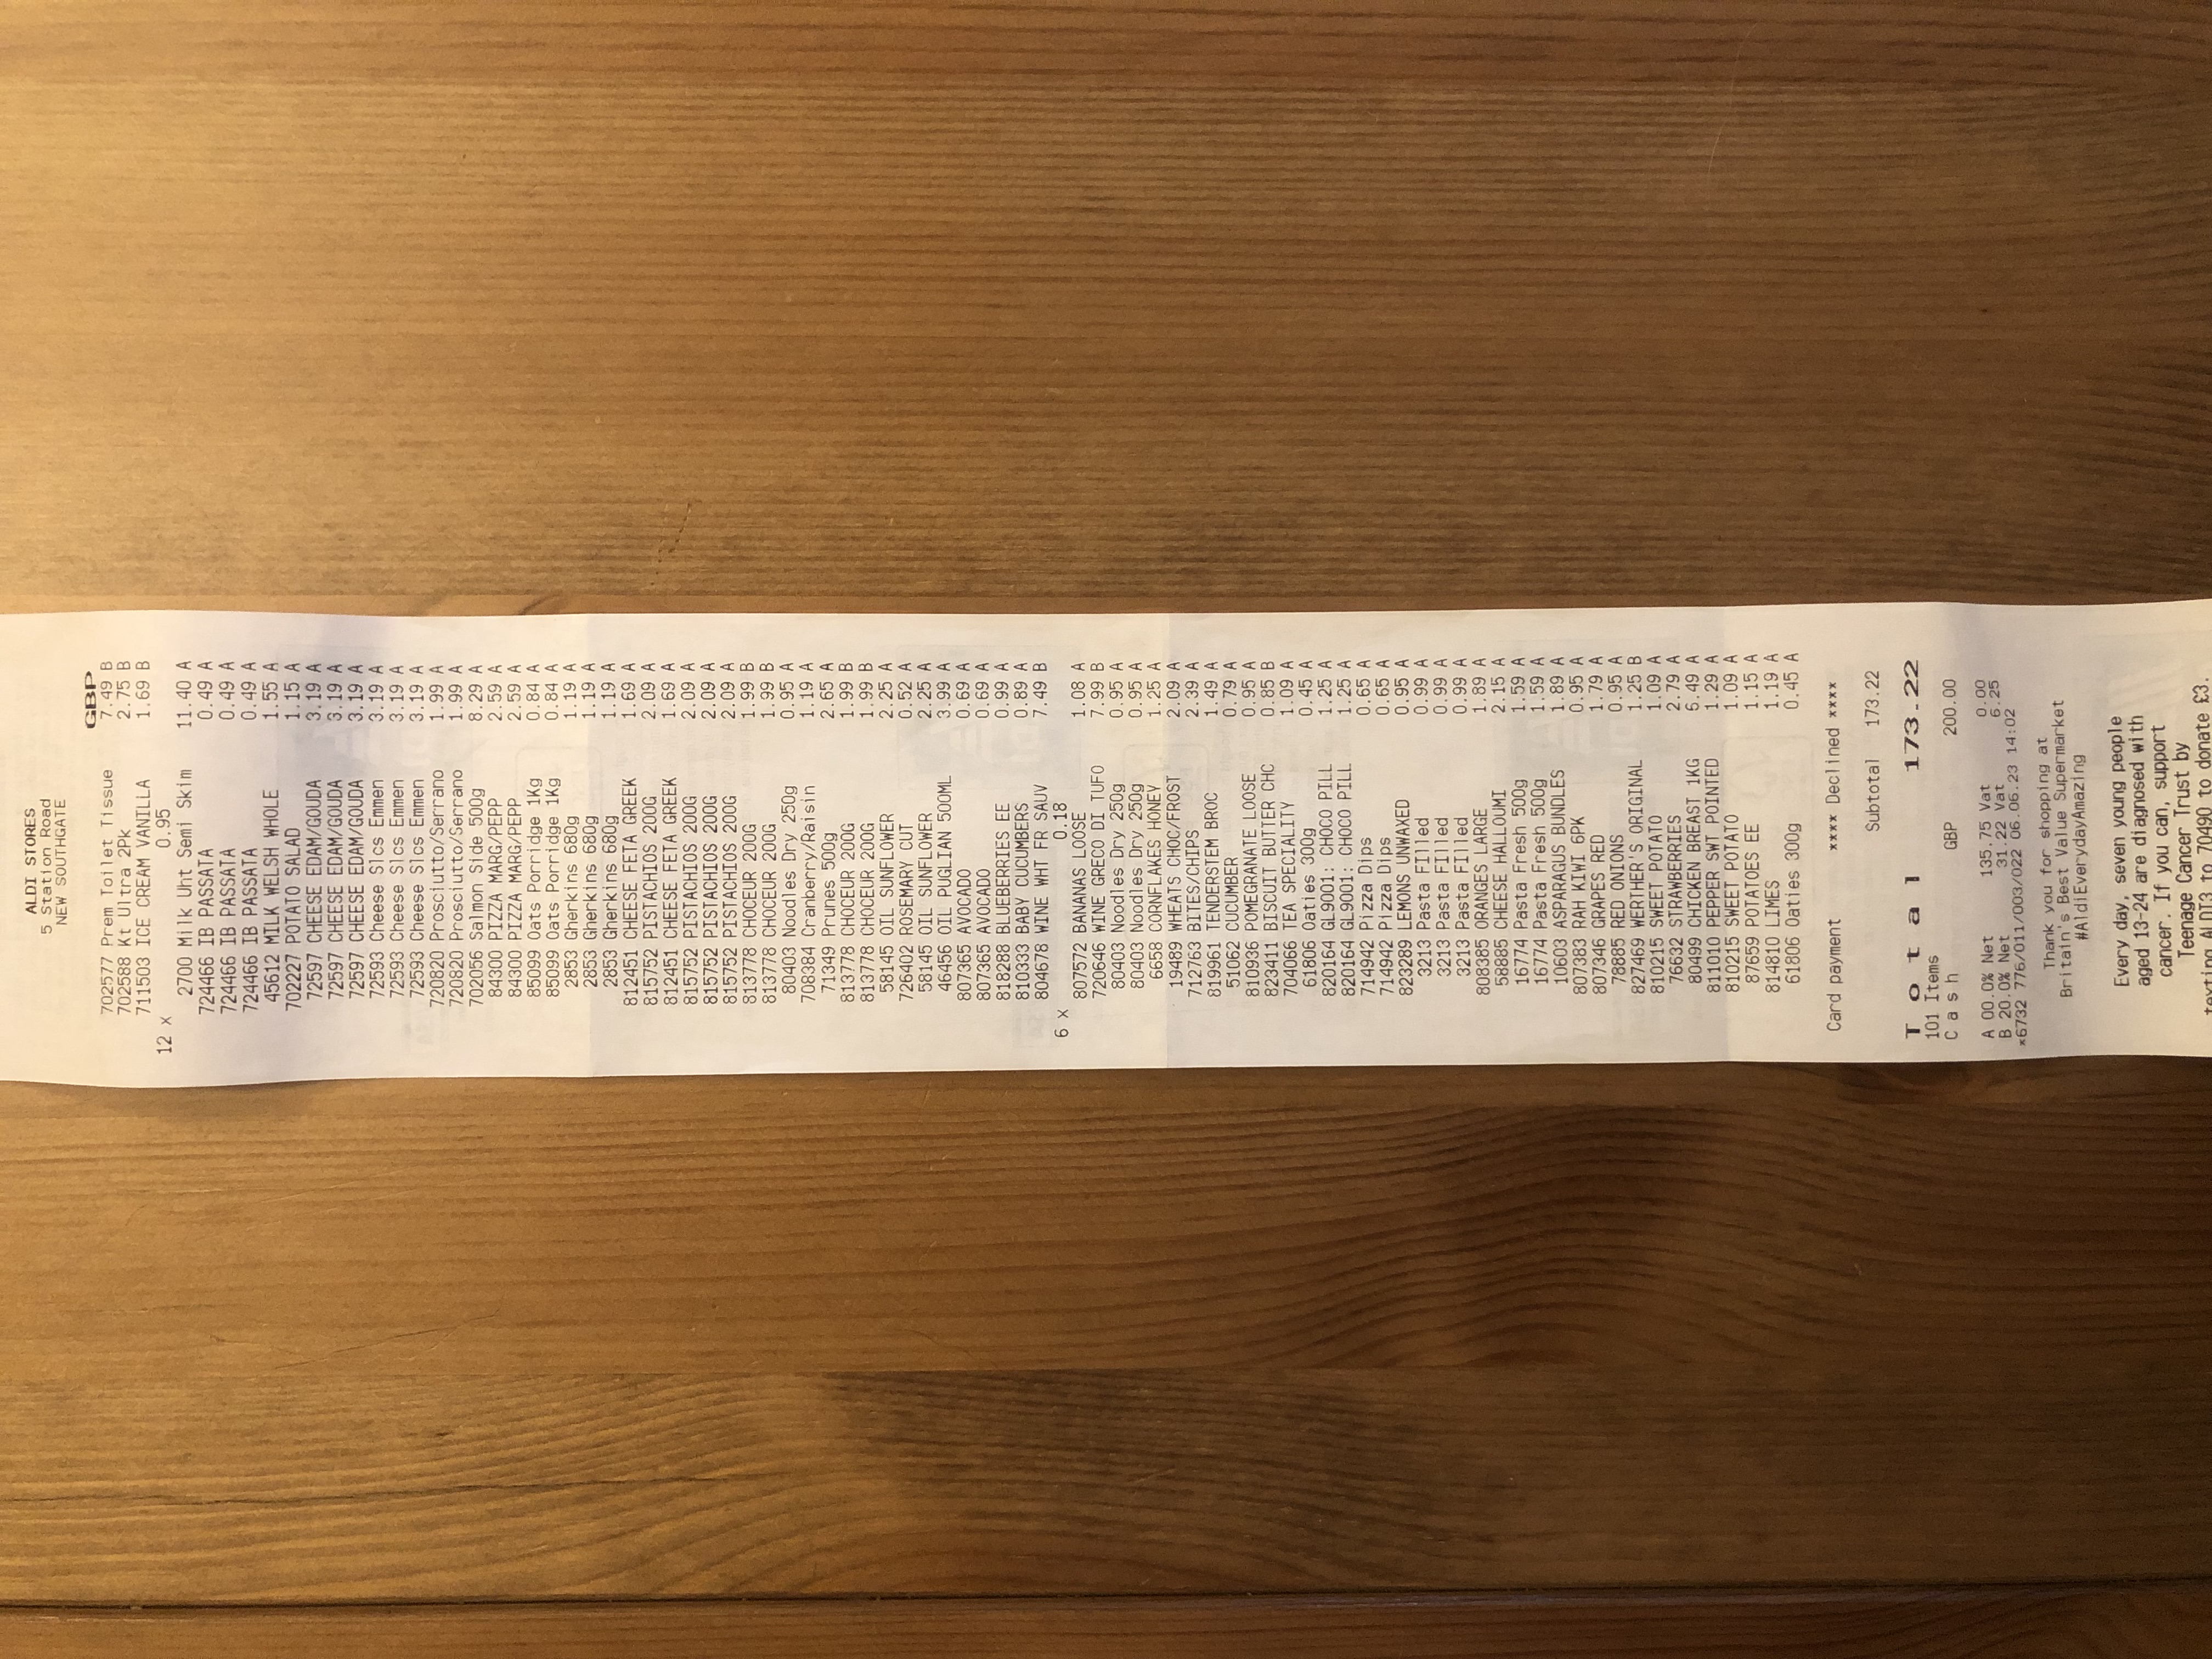 ALDI STORES
5 Station Road
NEW SOUTHGATE
GBP
702577 Prem Toilet Tissue 7.49 B
702588 Kt Ultra 2Pk 2.75 B
711503 ICE CREAM VANILLA 1.69 B
12 x 0.95
2700 Milk Uht Semi Skim 11.40 A
724466 IB PASSATA 0.49 A
724466 IB PASSATA 0.49 A
724466 IB PASSATA 0.49 A
45612 MILK WELSH WHOLE 1.55 A
702227 POTATO SALAD 1.15 A
72597 CHEESE EDAM/GOUDA 3.19 A
72597 CHEESE EDAM/GOUDA 3.19 A
72597 CHEESE EDAM/GOUDA 3.19 A
72593 Cheese Slcs Emmen 3.19 A
72593 Cheese Slcs Emmen 3.19 A
72593 Cheese Slcs Emmen 3.19 A
720820 Prosciutto/Serrano 1.99 A
720820 Prosciutto/Serrano 1.99 A
702056 Salmon Side 500g 8.29 A
84300 PIZZA MARG/PEPP 2.59 A
84300 PIZZA MARG/PEPP 2.59 A
85099 Oats Porridge 1Kg 0.84 A
85099 Oats Porridge 1Kg 0.84 A
2853 Gherkins 680g 1.19 A
2853 Gherkins 680g 1.19 A
2853 Gherkins 680g 1.19 A
812451 CHEESE FETA GREEK 1.69 A
815752 PISTACHIOS 200G 2.09 A
812451 CHEESE FETA GREEK 1.69 A
815752 PISTACHIOS 200G 2.09 A
815752 PISTACHIOS 200G 2.09 A
815752 PISTACHIOS 200G 2.09 A
813778 CHOCEUR 200G 1.99 B
813778 CHOCEUR 200G 1.99 B
80403 Noodles Dry 250g 0.95 A
708384 Cranberry/Raisin 1.19 A
71349 Prunes 500g 2.65 A
813778 CHOCEUR 200G 1.99 B
813778 CHOCEUR 200G 1.99 B
58145 OIL SUNFLOWER 2.25 A
726402 ROSEMARY CUT 0.52 A
58145 OIL SUNFLOWER 2.25 A
46456 OIL PUGLIAN 500ML 3.99 A
807365 AVOCADO 0.69 A
807365 AVOCADO 0.69 A
818288 BLUEBERRIES EE 0.99 A
810333 BABY CUCUMBERS 0.89 A
804678 WINE WHT FR SAUV 7.49 B
6 x 0.18
807572 BANANAS LOOSE 1.08 A
720646 WINE GRECO DI TUFO 7.99 B
80403 Noodles Dry 250g 0.95 A
80403 Noodles Dry 250g 0.95 A
6658 CORNFLAKES HONEY 1.25 A
19489 WHEATS CHOC/FROST 2.09 A
712763 BITES/CHIPS 2.39 A
819961 TENDERSTEM BROC 1.49 A
51062 CUCUMBER 0.79 A
810936 POMEGRANATE LOOSE 0.95 A
823411 BISCUIT BUTTER CHC 0.85 B
704066 TEA SPECIALITY 1.09 A
61806 Oaties 300g 0.45 A
820164 GL9001: CHOCO PILL 1.25 A
820164 GL9001: CHOCO PILL 1.25 A
714942 Pizza Dips 0.65 A
714942 Pizza Dips 0.65 A
823289 LEMONS UNWAXED 0.95 A
3213 Pasta FIlled 0.99 A
3213 Pasta FIlled 0.99 A
3213 Pasta FIlled 0.99 A
808385 ORANGES LARGE 1.89 A
58885 CHEESE HALLOUMI 2.15 A
16774 Pasta Fresh 500g 1.59 A
16774 Pasta Fresh 500g 1.59 A
10603 ASPARAGUS BUNDLES 1.89 A
807383 RAH KIWI 6PK 0.95 A
807346 GRAPES RED 1.79 A
78885 RED ONIONS 0.95 A
827469 WERTHER'S ORIGINAL 1.25 B
810215 SWEET POTATO 1.09 A
76632 STRAWBERRIES 2.79 A
80499 CHICKEN BREAST 1KG 6.49 A
811010 PEPPER SWT POINTED 1.29 A
810215 SWEET POTATO 1.09 A
87659 POTATOES EE 1.15 A
814810 LIMES 1.19 A
61806 Oaties 300g 0.45 A
Card payment **** Declined ****
Subtotal 173.22
Total 173.22
101 Items
Cash GBP 200.00
A 00.0% Net 135.75 Vat 0.00
B 20.0% Net 31.22 Vat 6.25
*6732 776/011/003/022 06.06.23 14:02
Thank you for shopping at
Britain's Best Value Supermarket
#AldiEverydayAmazing
Every day, seven young people
aged 13-24 are diagnosed with
cancer. If you can, support
Teenage Cancer Trust by
texting ALDI3 to 70490 to donate £3.